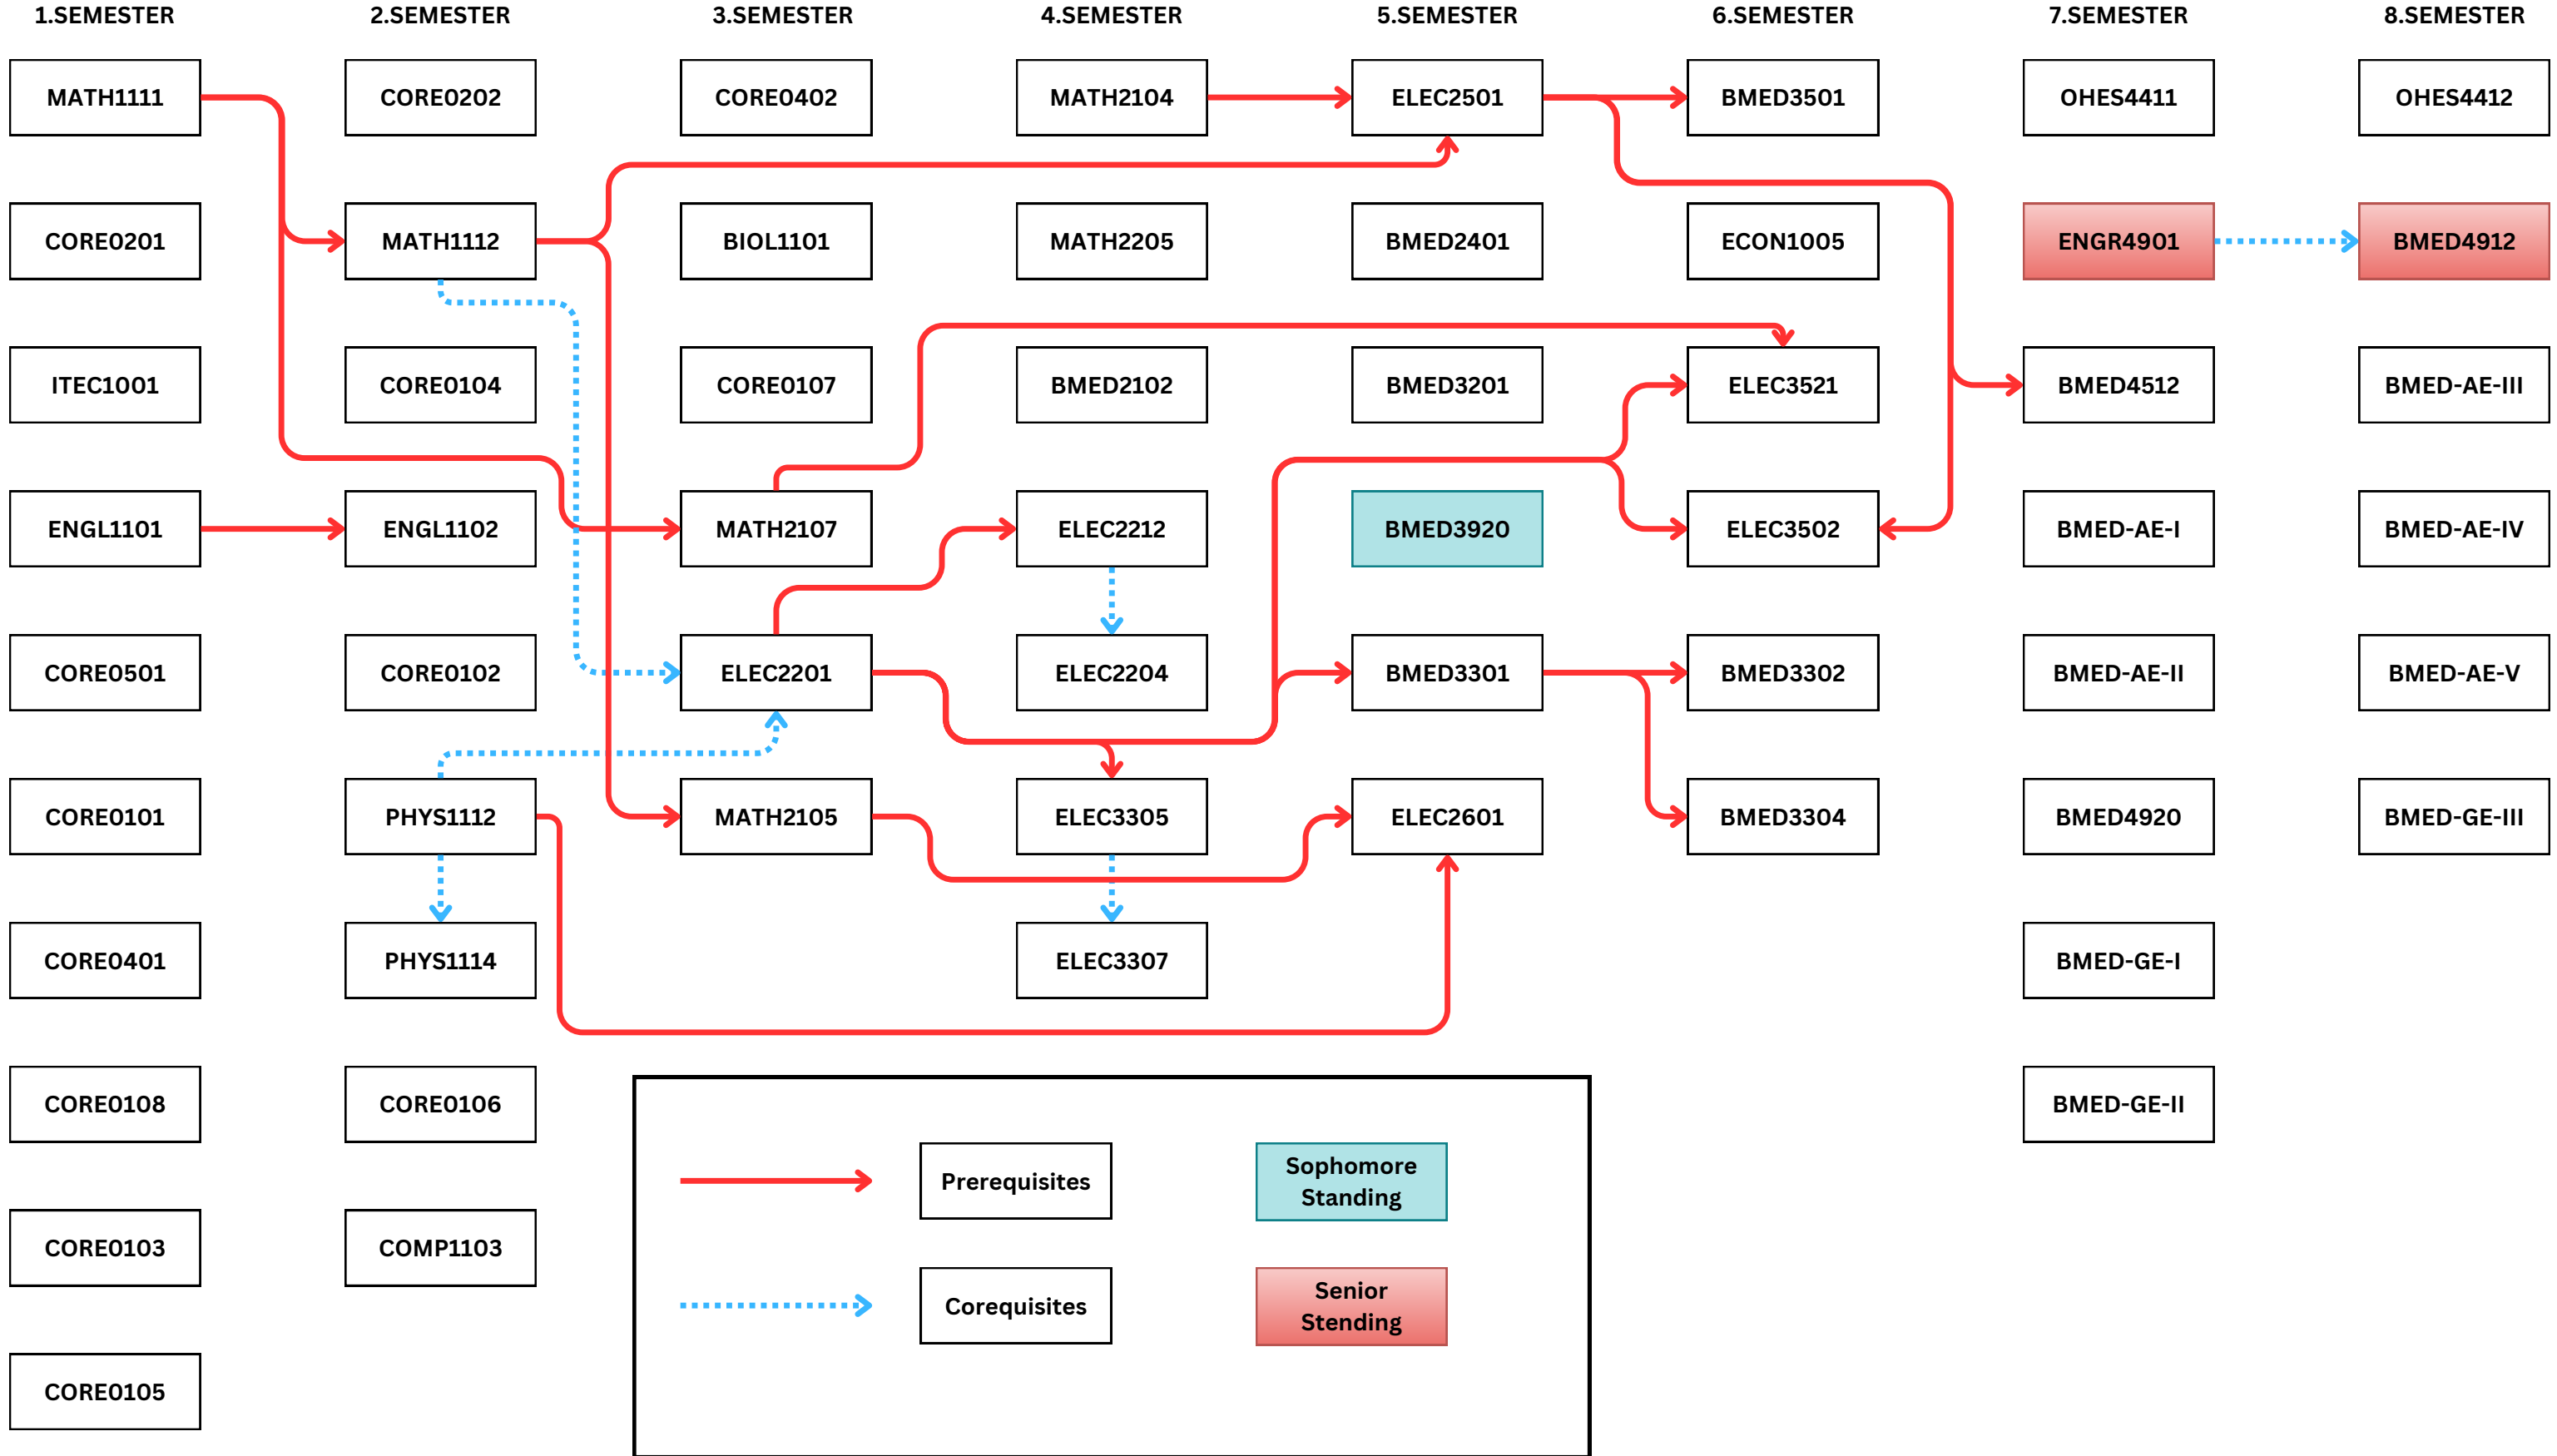 1.SEMESTER
2.SEMESTER
3.SEMESTER
4.SEMESTER
5.SEMESTER
6.SEMESTER
7.SEMESTER
8.SEMESTER
MATH1111
CORE0202
CORE0402
MATH2104
ELEC2501
BMED3501
OHES4411
OHES4412
CORE0201
MATH1112
BIOL1101
MATH2205
BMED2401
ECON1005
ENGR4901
BMED4912
ITEC1001
CORE0104
CORE0107
BMED2102
BMED3201
ELEC3521
BMED4512
BMED-AE-III
ENGL1101
ENGL1102
MATH2107
ELEC2212
BMED3920
ELEC3502
BMED-AE-I
BMED-AE-IV
CORE0501
CORE0102
ELEC2201
ELEC2204
BMED3301
BMED3302
BMED-AE-II
BMED-AE-V
CORE0101
PHYS1112
MATH2105
ELEC3305
ELEC2601
BMED3304
BMED4920
BMED-GE-III
CORE0401
PHYS1114
ELEC3307
BMED-GE-I
CORE0108
CORE0106
BMED-GE-II
CORE0103
COMP1103
CORE0105
Prerequisites
Sophomore
Standing
Corequisites
Senior
Stending